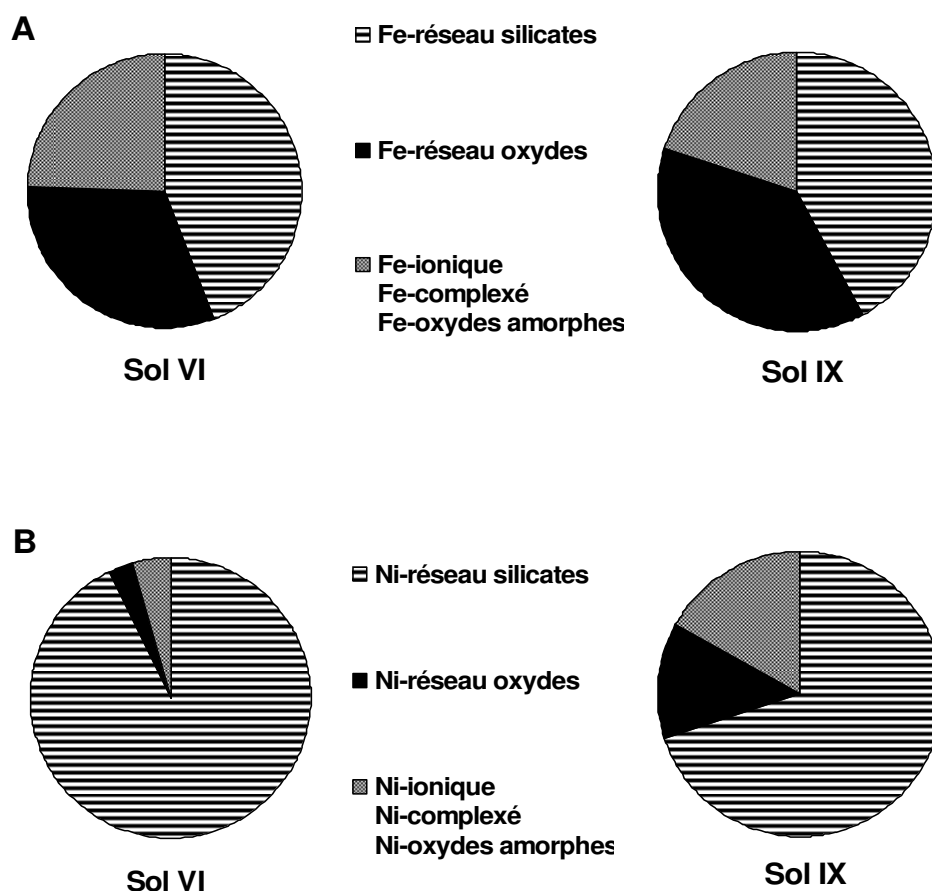 A
Fe-réseau silicates
Fe-réseau oxydes
Fe-ionique
Fe-complexé
Fe-oxydes amorphes
Sol VI
Sol IX
B
Ni-réseau silicates
Ni-réseau oxydes
Ni-ionique
Ni-complexé
Ni-oxydes amorphes
Sol VI
Sol IX